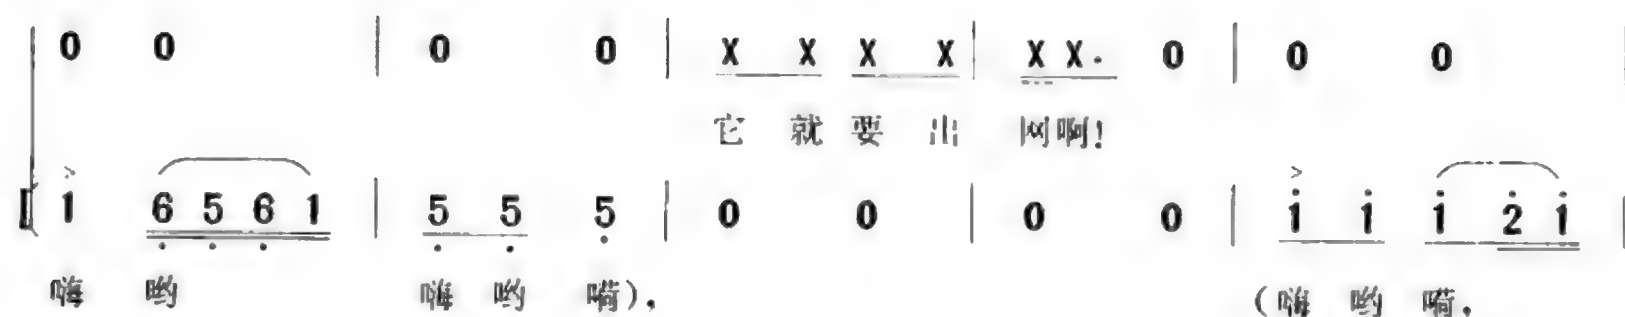 0 0 | 0 0 | X X X X | X X· 0 | 0 0
它 就 要 出 网啊!
1 6 5 6 1 | 5 5 5 | 0 0 | 0 0 | 1 1 1 2 1
嗨 哟 嗨 哟 嗬), (嗨 哟 嗬,